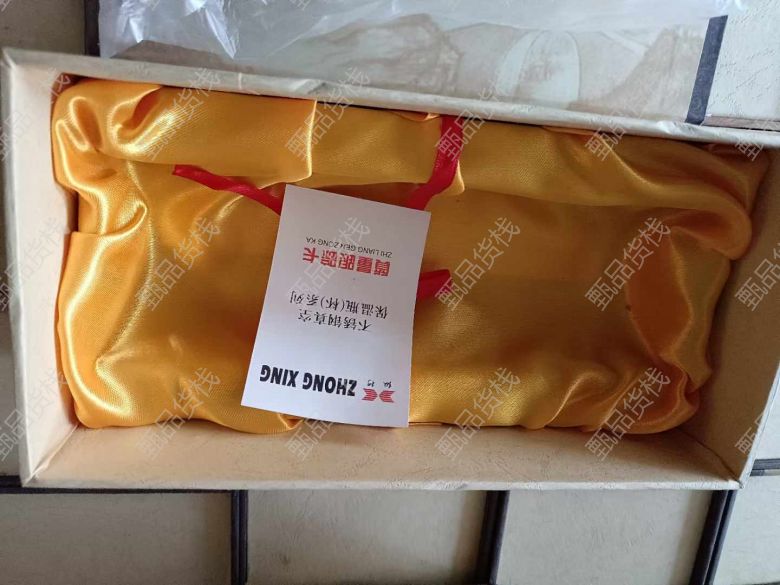 ZHONG XING
不锈钢真空
保温瓶(杯)系列
質量跟踪卡
ZHI LIANG GEN ZONG KA
甄品货栈